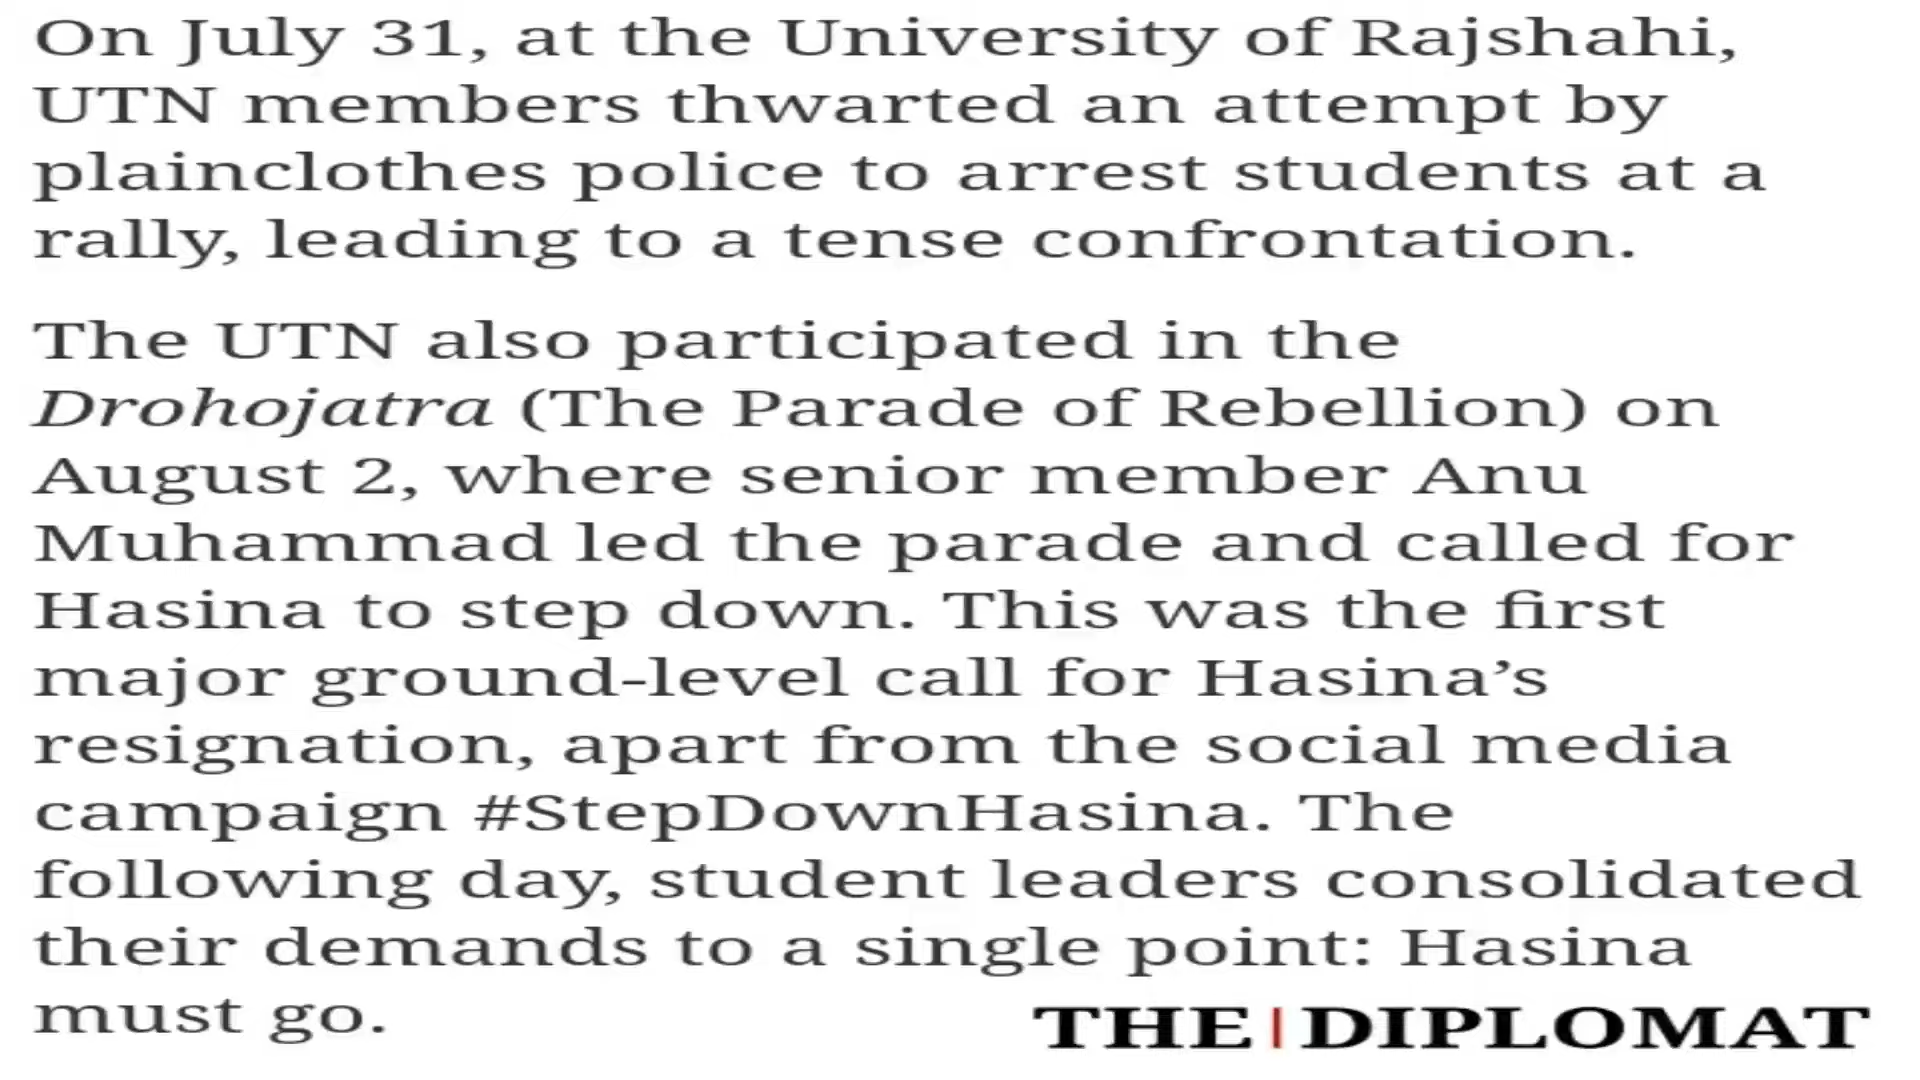 On July 31, at the University of Rajshahi,
UTN members thwarted an attempt by
plainclothes police to arrest students at a
rally, leading to a tense confrontation.
The UTN also participated in the
Drohojatra (The Parade of Rebellion) on
August 2, where senior member Anu
Muhammad led the parade and called for
Hasina to step down. This was the first
major ground-level call for Hasina’s
resignation, apart from the social media
campaign #StepDownHasina. The
following day, student leaders consolidated
their demands to a single point: Hasina
must go.
THE|DIPLOMAT